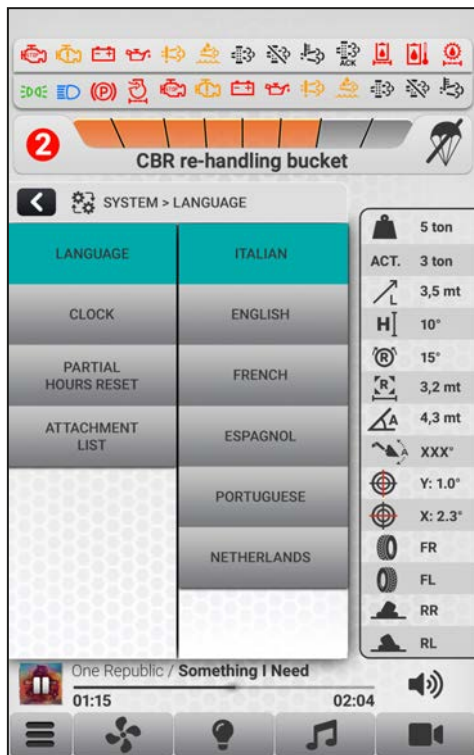 STOP
ACK
STOP
2
CBR re-handling bucket
SYSTEM > LANGUAGE
LANGUAGE
CLOCK
PARTIAL
HOURS RESET
ATTACHMENT
LIST
ITALIAN
ENGLISH
FRENCH
ESPAGNOL
PORTUGUESE
NETHERLANDS
5 ton
ACT. 3 ton
L 3,5 mt
H 10°
R 15°
R 3,2 mt
A 4,3 mt
A XXX°
Y: 1.0°
X: 2.3°
FR
FL
RR
RL
One Republic / Something I Need
01:15 02:04